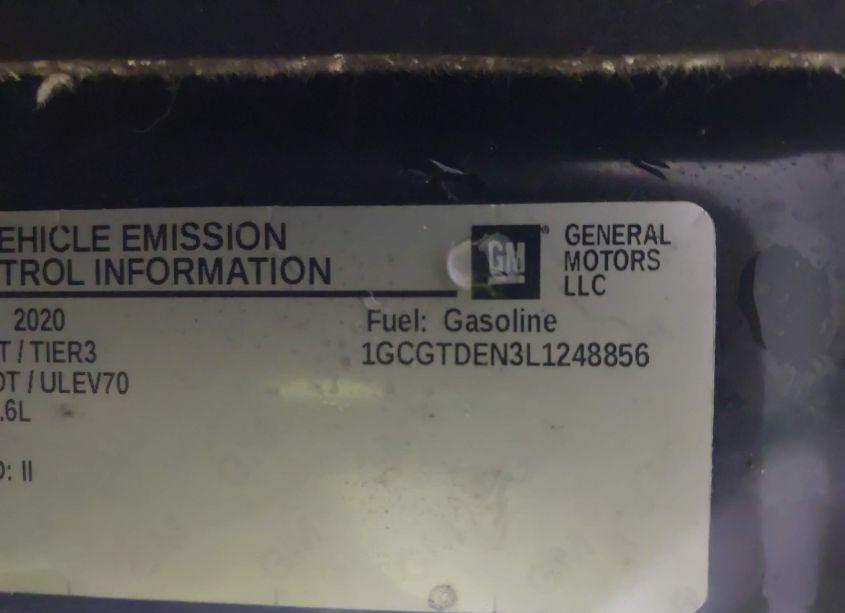 EHICLE EMISSION
TROL INFORMATION
GM
GENERAL
MOTORS
LLC
2020
T / TIER3
OT / ULEV70
.6L
D: II
Fuel: Gasoline
1GCGTDEN3L1248856